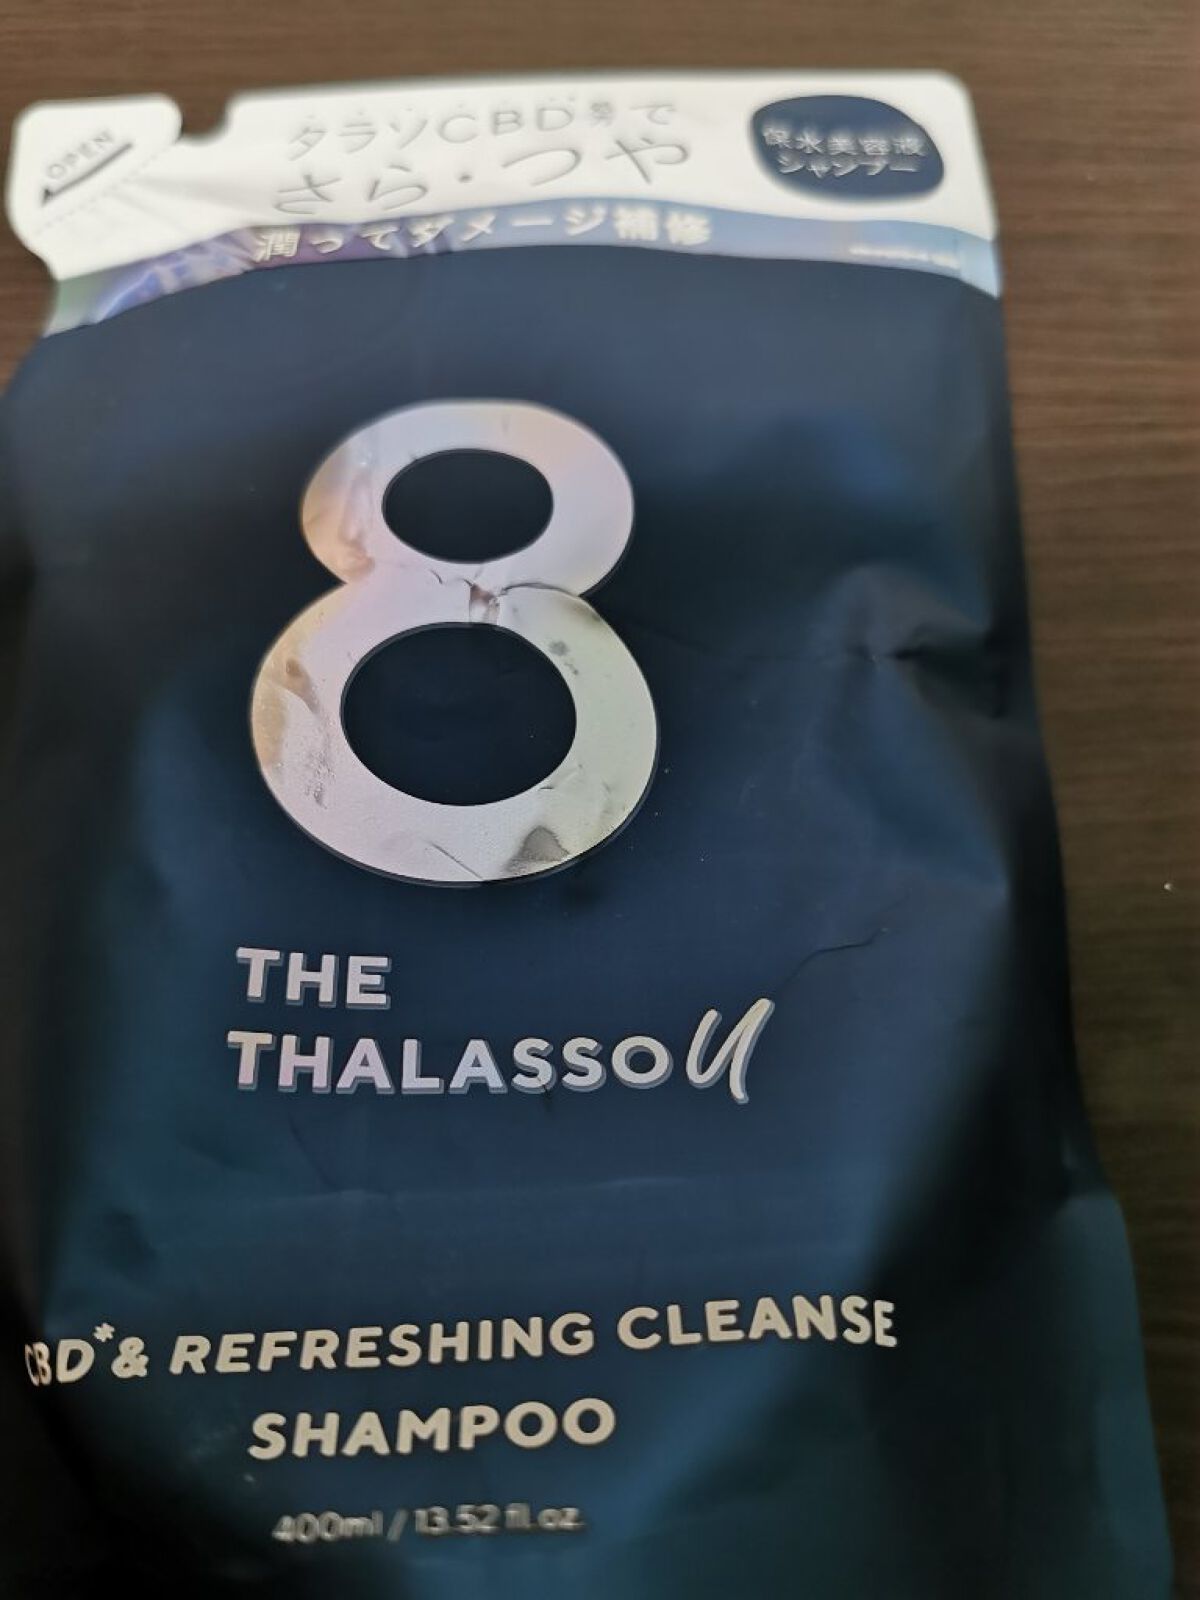 OPEN
タラソCBD発で
さら・つや
保水美容液
シャンプー
潤ってダメージ補修
8
THE
THALASSO U
CBD*& REFRESHING CLEANSE
SHAMPOO
400ml / 13.52 fl. oz.